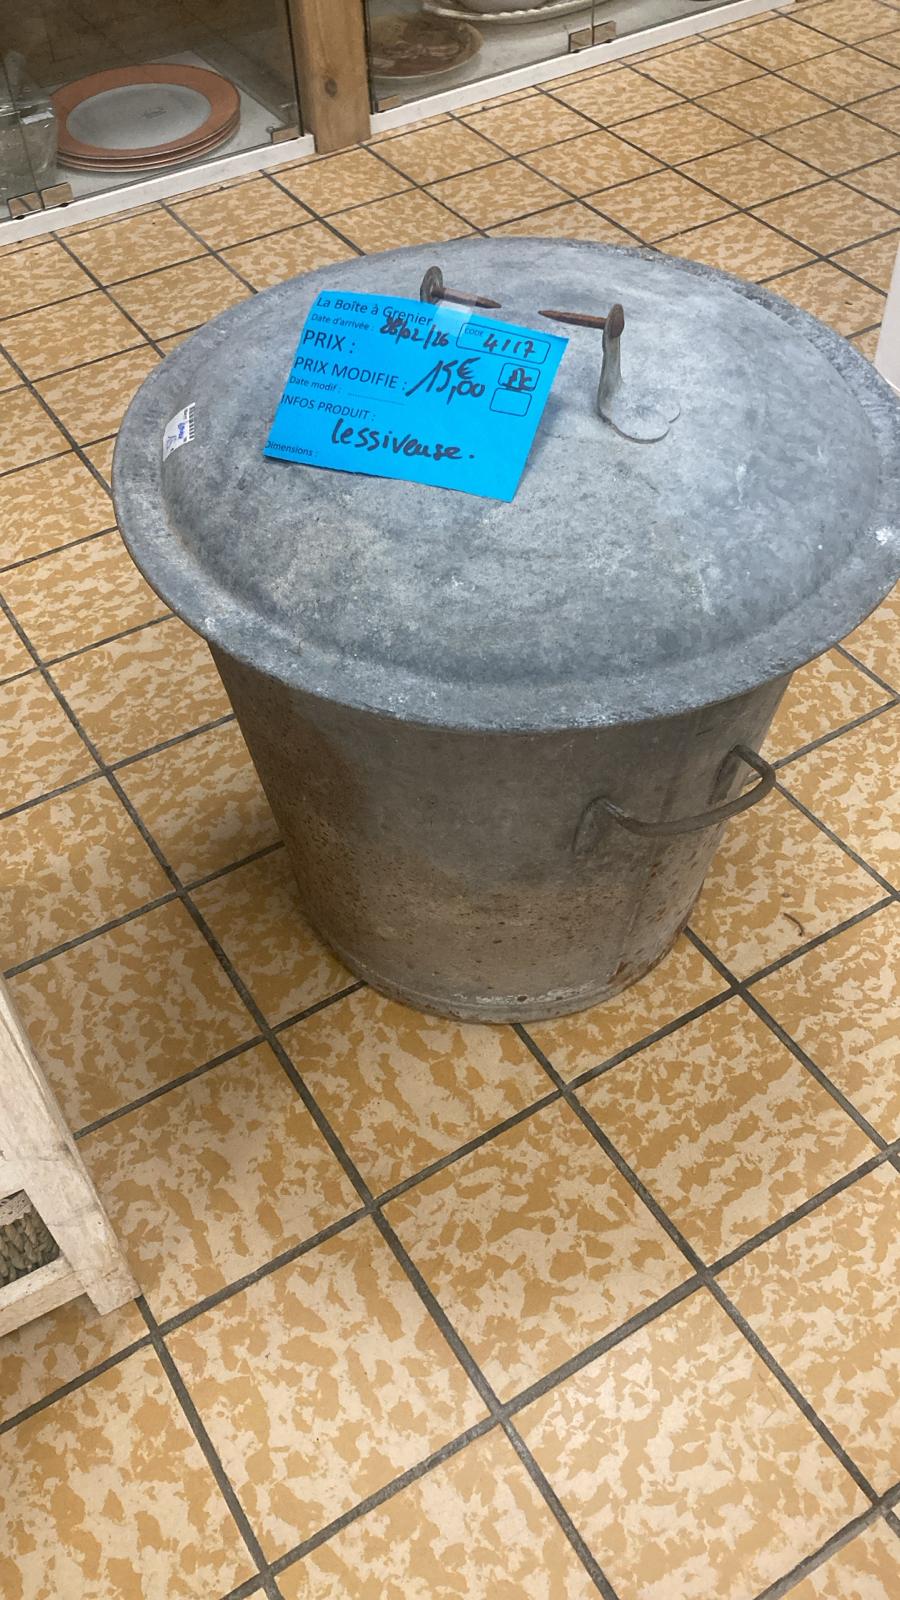 La Boîte à Grenier
Date d'arrivée : 28/02/26
CODE 4117
PRIX :
PRIX MODIFIE : 15,00 €
Date modif :
INFOS PRODUIT :
lessiveuse.
Dimensions :